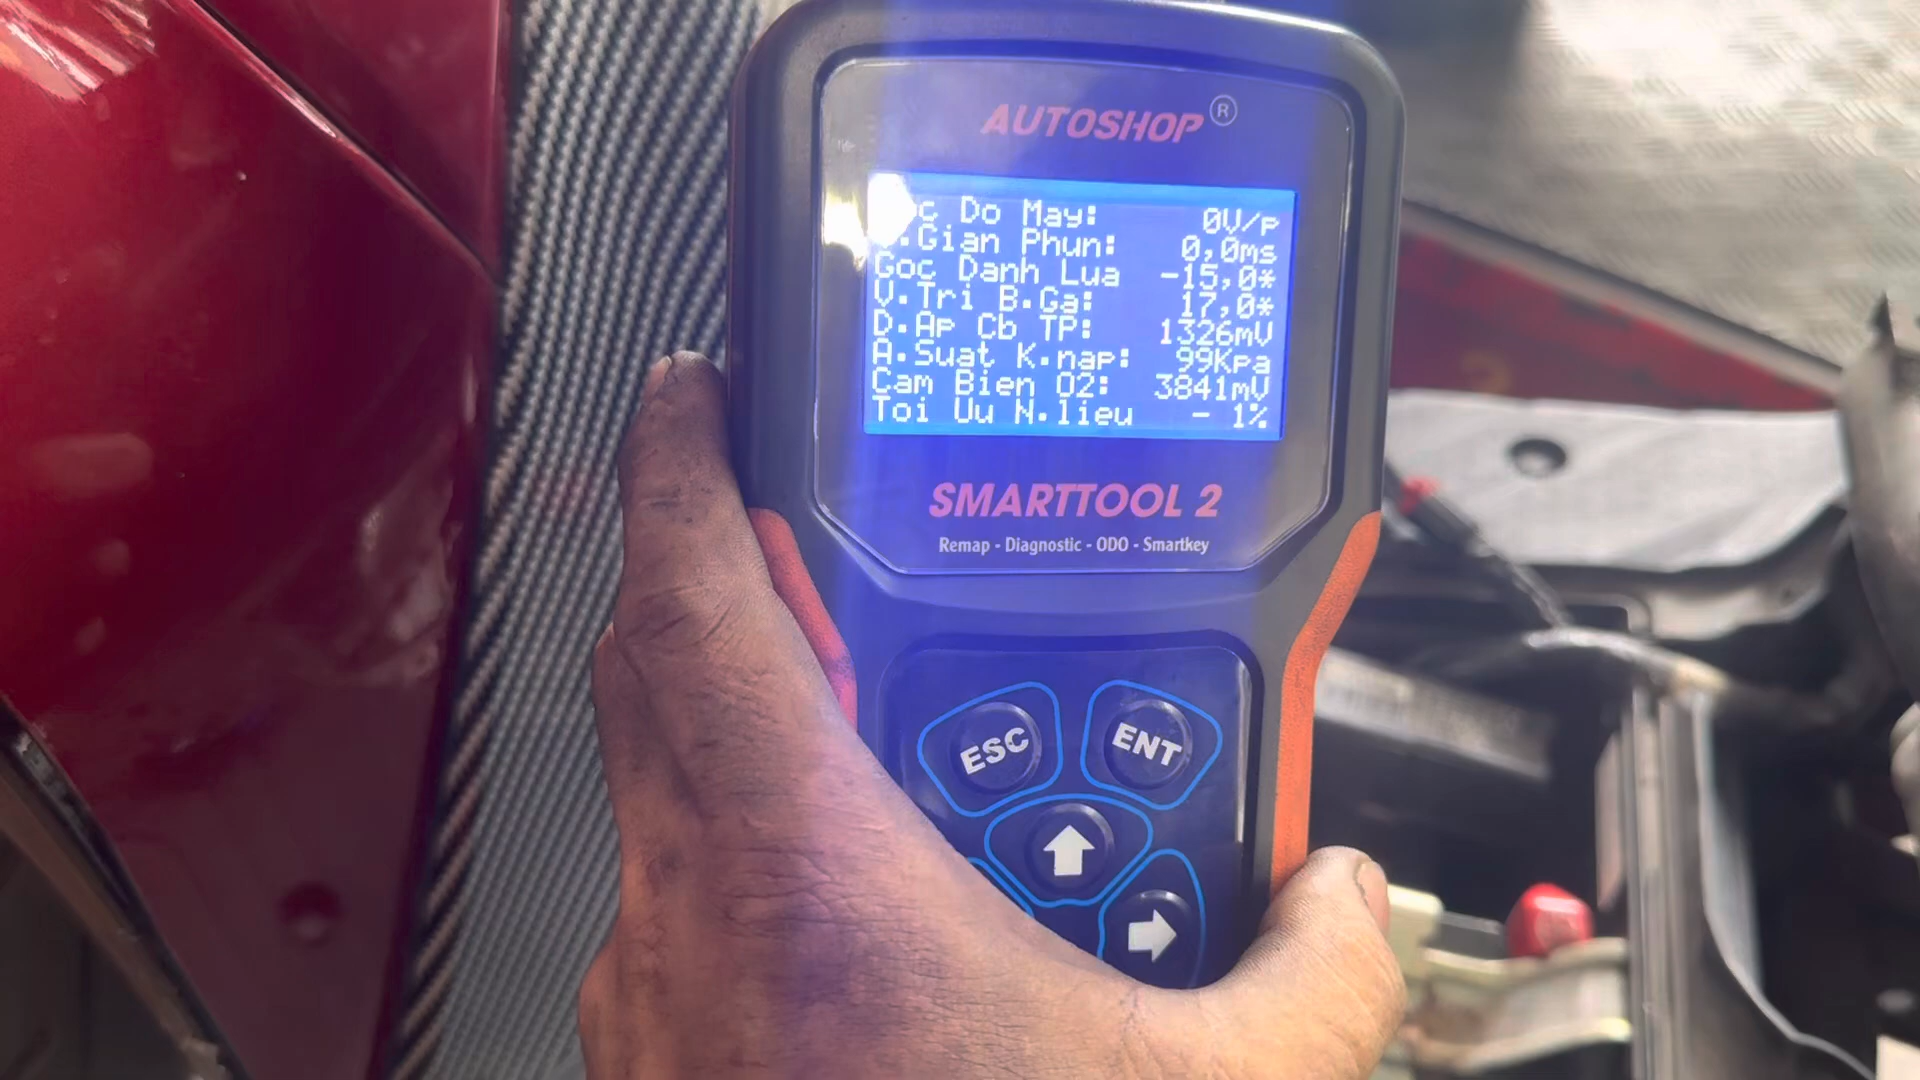 AUTOSHOP ®
Do May: 0V/p
Gian Phun: 0,0ms
Goc Danh Lua -15,0*
V.Tri B.Ga: 17,0*
D.Ap Cb TP: 1326mV
A.Suat K.nap: 99Kpa
Cam Bien O2: 3841mV
Toi Uu N.lieu - 1%
SMARTTOOL 2
Remap - Diagnostic - ODO - Smartkey
ESC
ENT